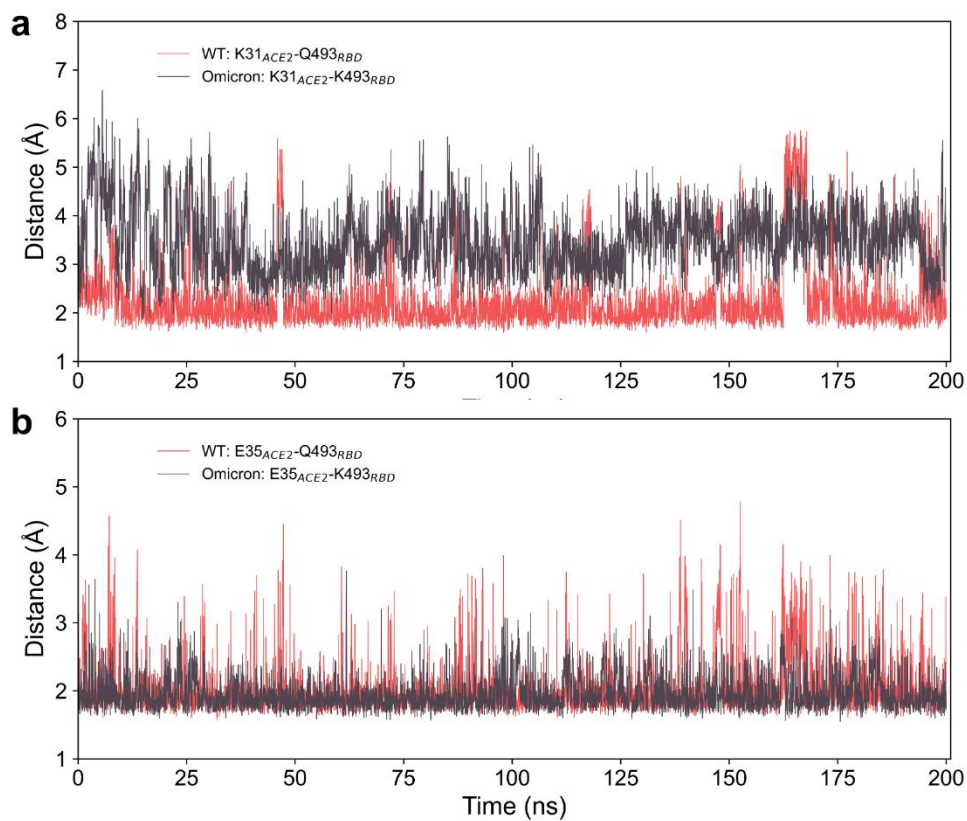 a
8
7
6
5
4
3
2
1
Distance (Å)
WT: K31ACE2-Q493RBD
Omicron: K31ACE2-K493RBD
0 25 50 75 100 125 150 175 200
b
6
5
4
3
2
1
Distance (Å)
WT: E35ACE2-Q493RBD
Omicron: E35ACE2-K493RBD
0 25 50 75 100 125 150 175 200
Time (ns)